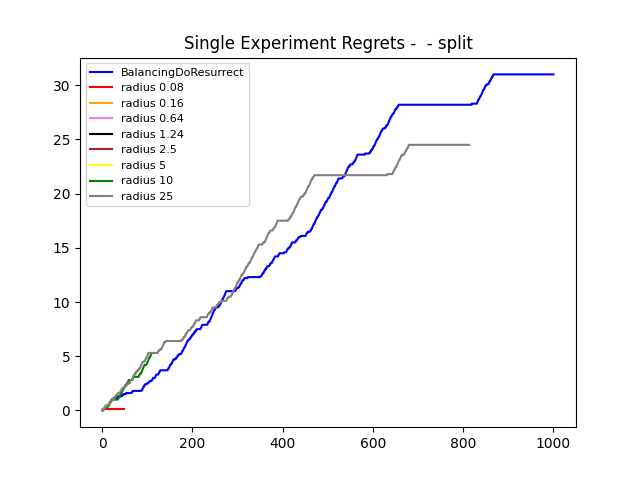 Single Experiment Regrets -  - split
BalancingDoResurrect
radius 0.08
radius 0.16
radius 0.64
radius 1.24
radius 2.5
radius 5
radius 10
radius 25
30
25
20
15
10
5
0
0 200 400 600 800 1000